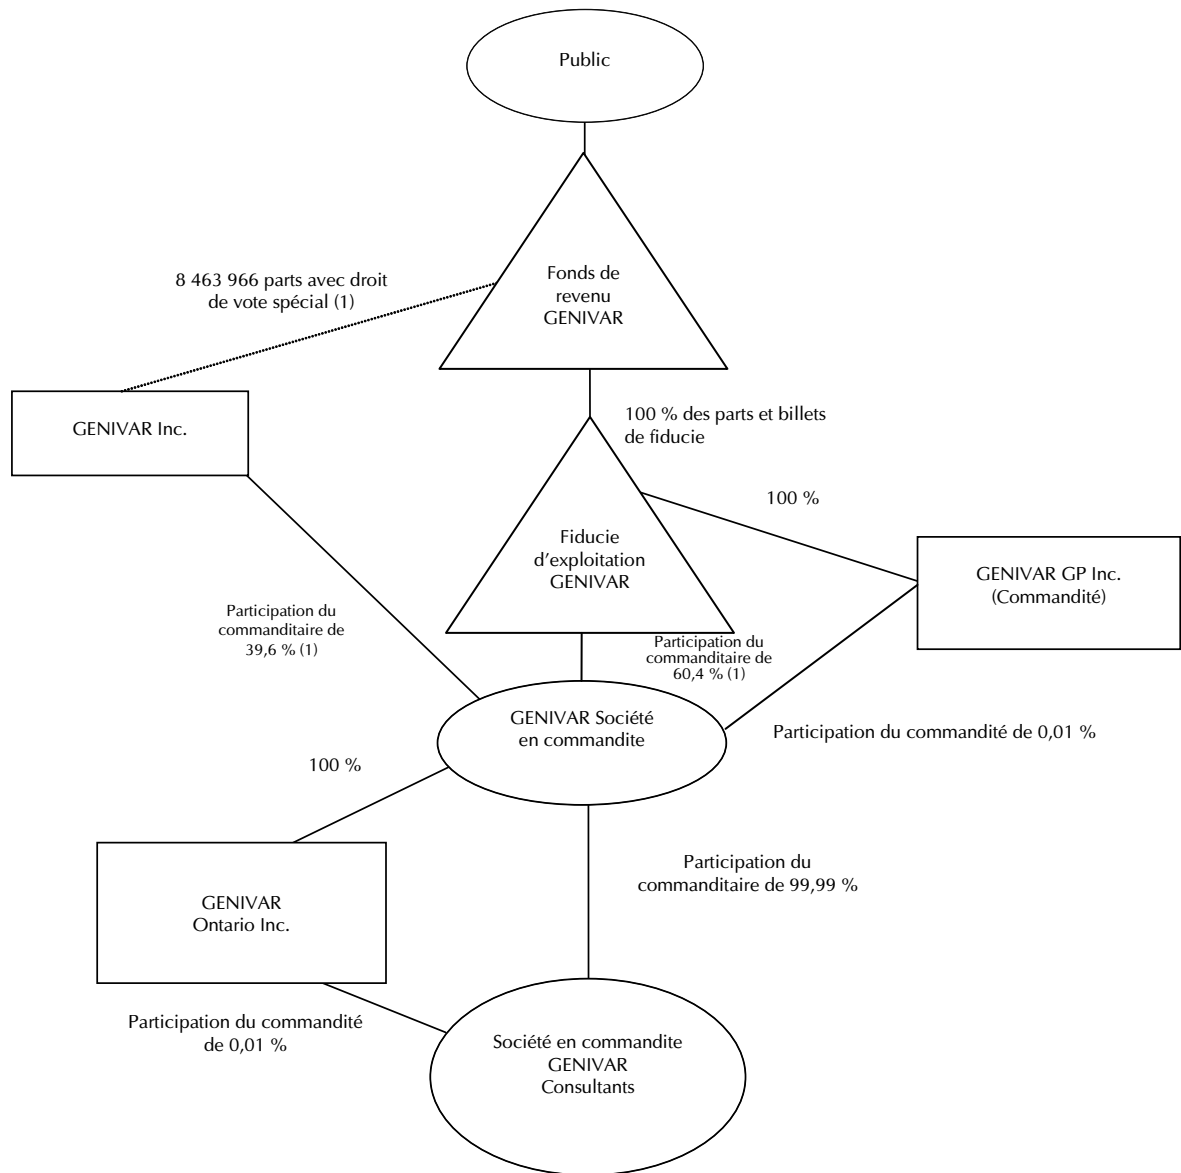 Public
8 463 966 parts avec droit
de vote spécial (1)
Fonds de
revenu
GENIVAR
GENIVAR Inc.
100 % des parts et billets
de fiducie
100 %
Fiducie
d'exploitation
GENIVAR
GENIVAR GP Inc.
(Commandité)
Participation du
commanditaire de
39,6 % (1)
Participation du
commanditaire de
60,4 % (1)
GENIVAR Société
en commandite
Participation du commandité de 0,01 %
100 %
Participation du
commanditaire de 99,99 %
GENIVAR
Ontario Inc.
Participation du commandité
de 0,01 %
Société en commandite
GENIVAR
Consultants